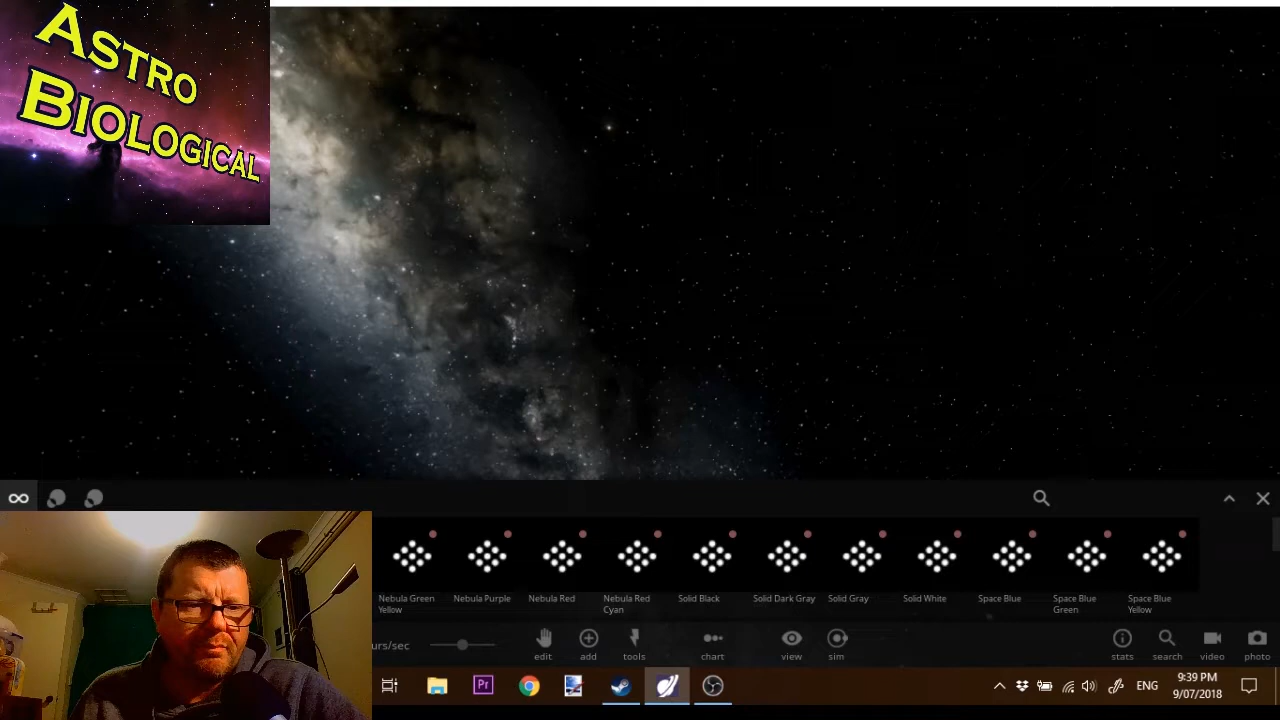 ASTRO
BIOLOGICAL
Nebula Green Yellow
Nebula Purple
Nebula Red
Nebula Red Cyan
Solid Black
Solid Dark Gray
Solid Gray
Solid White
Space Blue
Space Blue Green
Space Blue Yellow
urs/sec
edit
add
tools
chart
view
sim
stats
search
video
photo
Pr
ENG
9:39 PM
9/07/2018